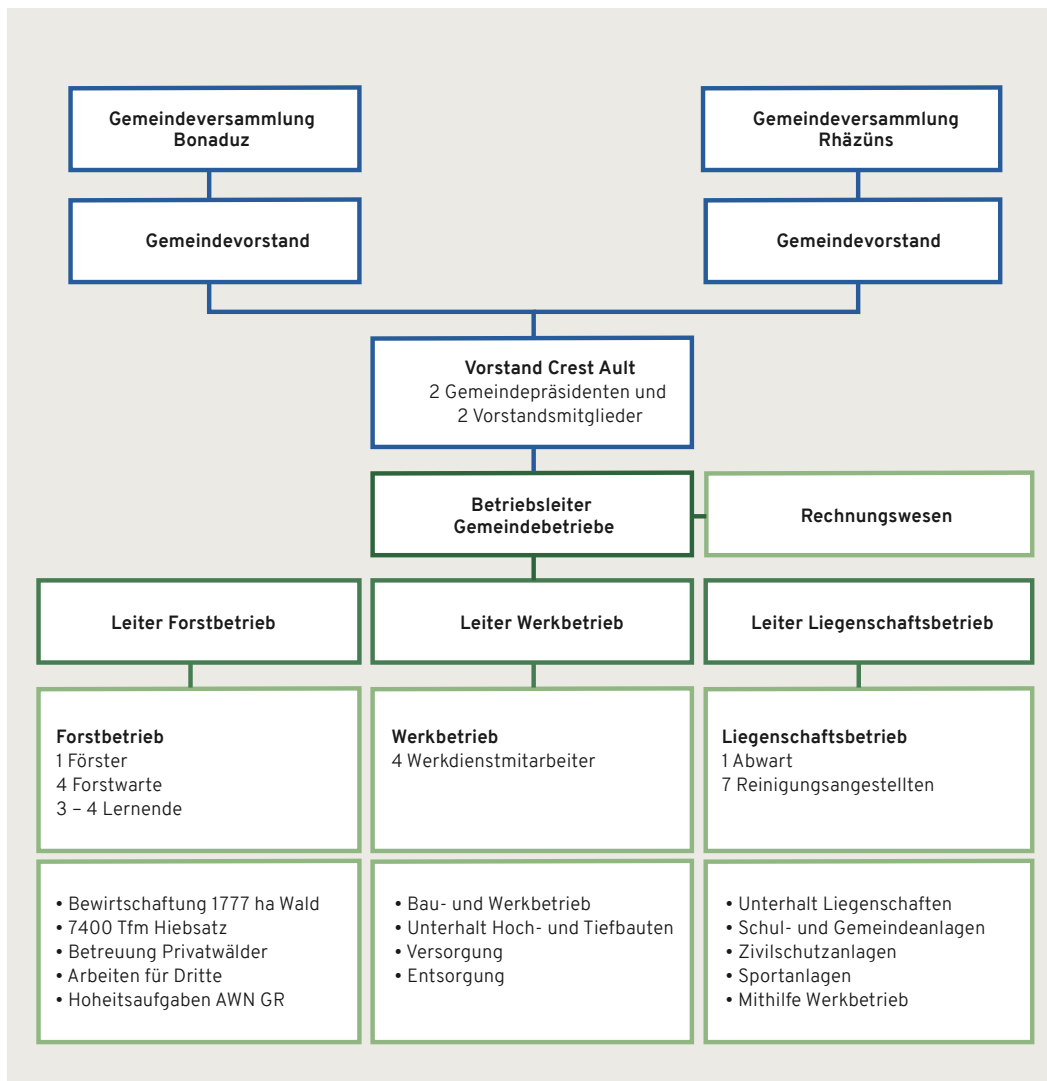 Gemeindeversammlung
Bonaduz
Gemeindeversammlung
Rhäzüns
Gemeindevorstand
Gemeindevorstand
Vorstand Crest Ault
2 Gemeindepräsidenten und
2 Vorstandsmitglieder
Betriebsleiter
Gemeindebetriebe
Rechnungswesen
Leiter Forstbetrieb
Leiter Werkbetrieb
Leiter Liegenschaftsbetrieb
Forstbetrieb
1 Förster
4 Forstwarte
3 – 4 Lernende
Werkbetrieb
4 Werkdienstmitarbeiter
Liegenschaftsbetrieb
1 Abwart
7 Reinigungsangestellten
• Bewirtschaftung 1777 ha Wald
• 7400 Tfm Hiebsatz
• Betreuung Privatwälder
• Arbeiten für Dritte
• Hoheitsaufgaben AWN GR
• Bau- und Werkbetrieb
• Unterhalt Hoch- und Tiefbauten
• Versorgung
• Entsorgung
• Unterhalt Liegenschaften
• Schul- und Gemeindeanlagen
• Zivilschutzanlagen
• Sportanlagen
• Mithilfe Werkbetrieb